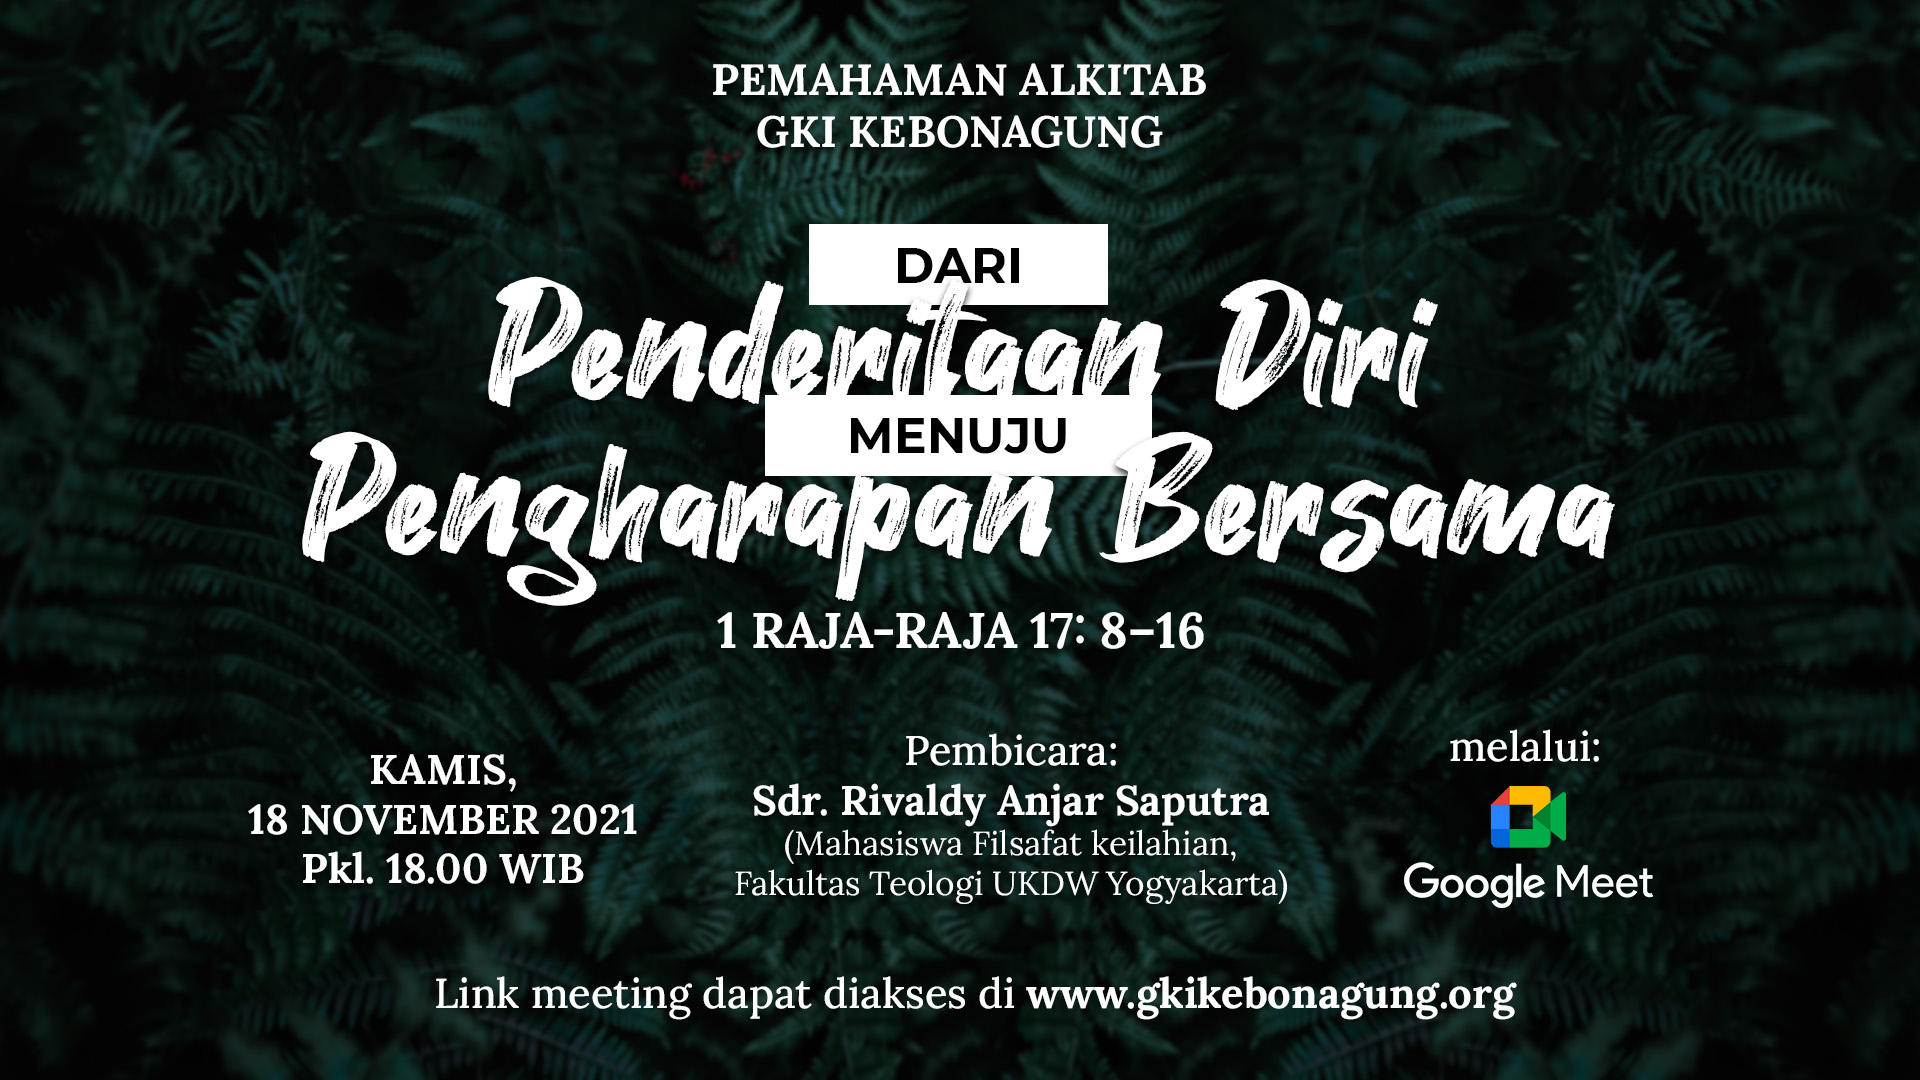 PEMAHAMAN ALKITAB
GKI KEBONAGUNG
DARI
Penderitaan Diri
MENUJU
Pengharapan Bersama
1 RAJA-RAJA 17: 8–16
KAMIS,
18 NOVEMBER 2021
Pkl. 18.00 WIB
Pembicara:
Sdr. Rivaldy Anjar Saputra
(Mahasiswa Filsafat keilahian,
Fakultas Teologi UKDW Yogyakarta)
melalui:
Google Meet
Link meeting dapat diakses di www.gkikebonagung.org